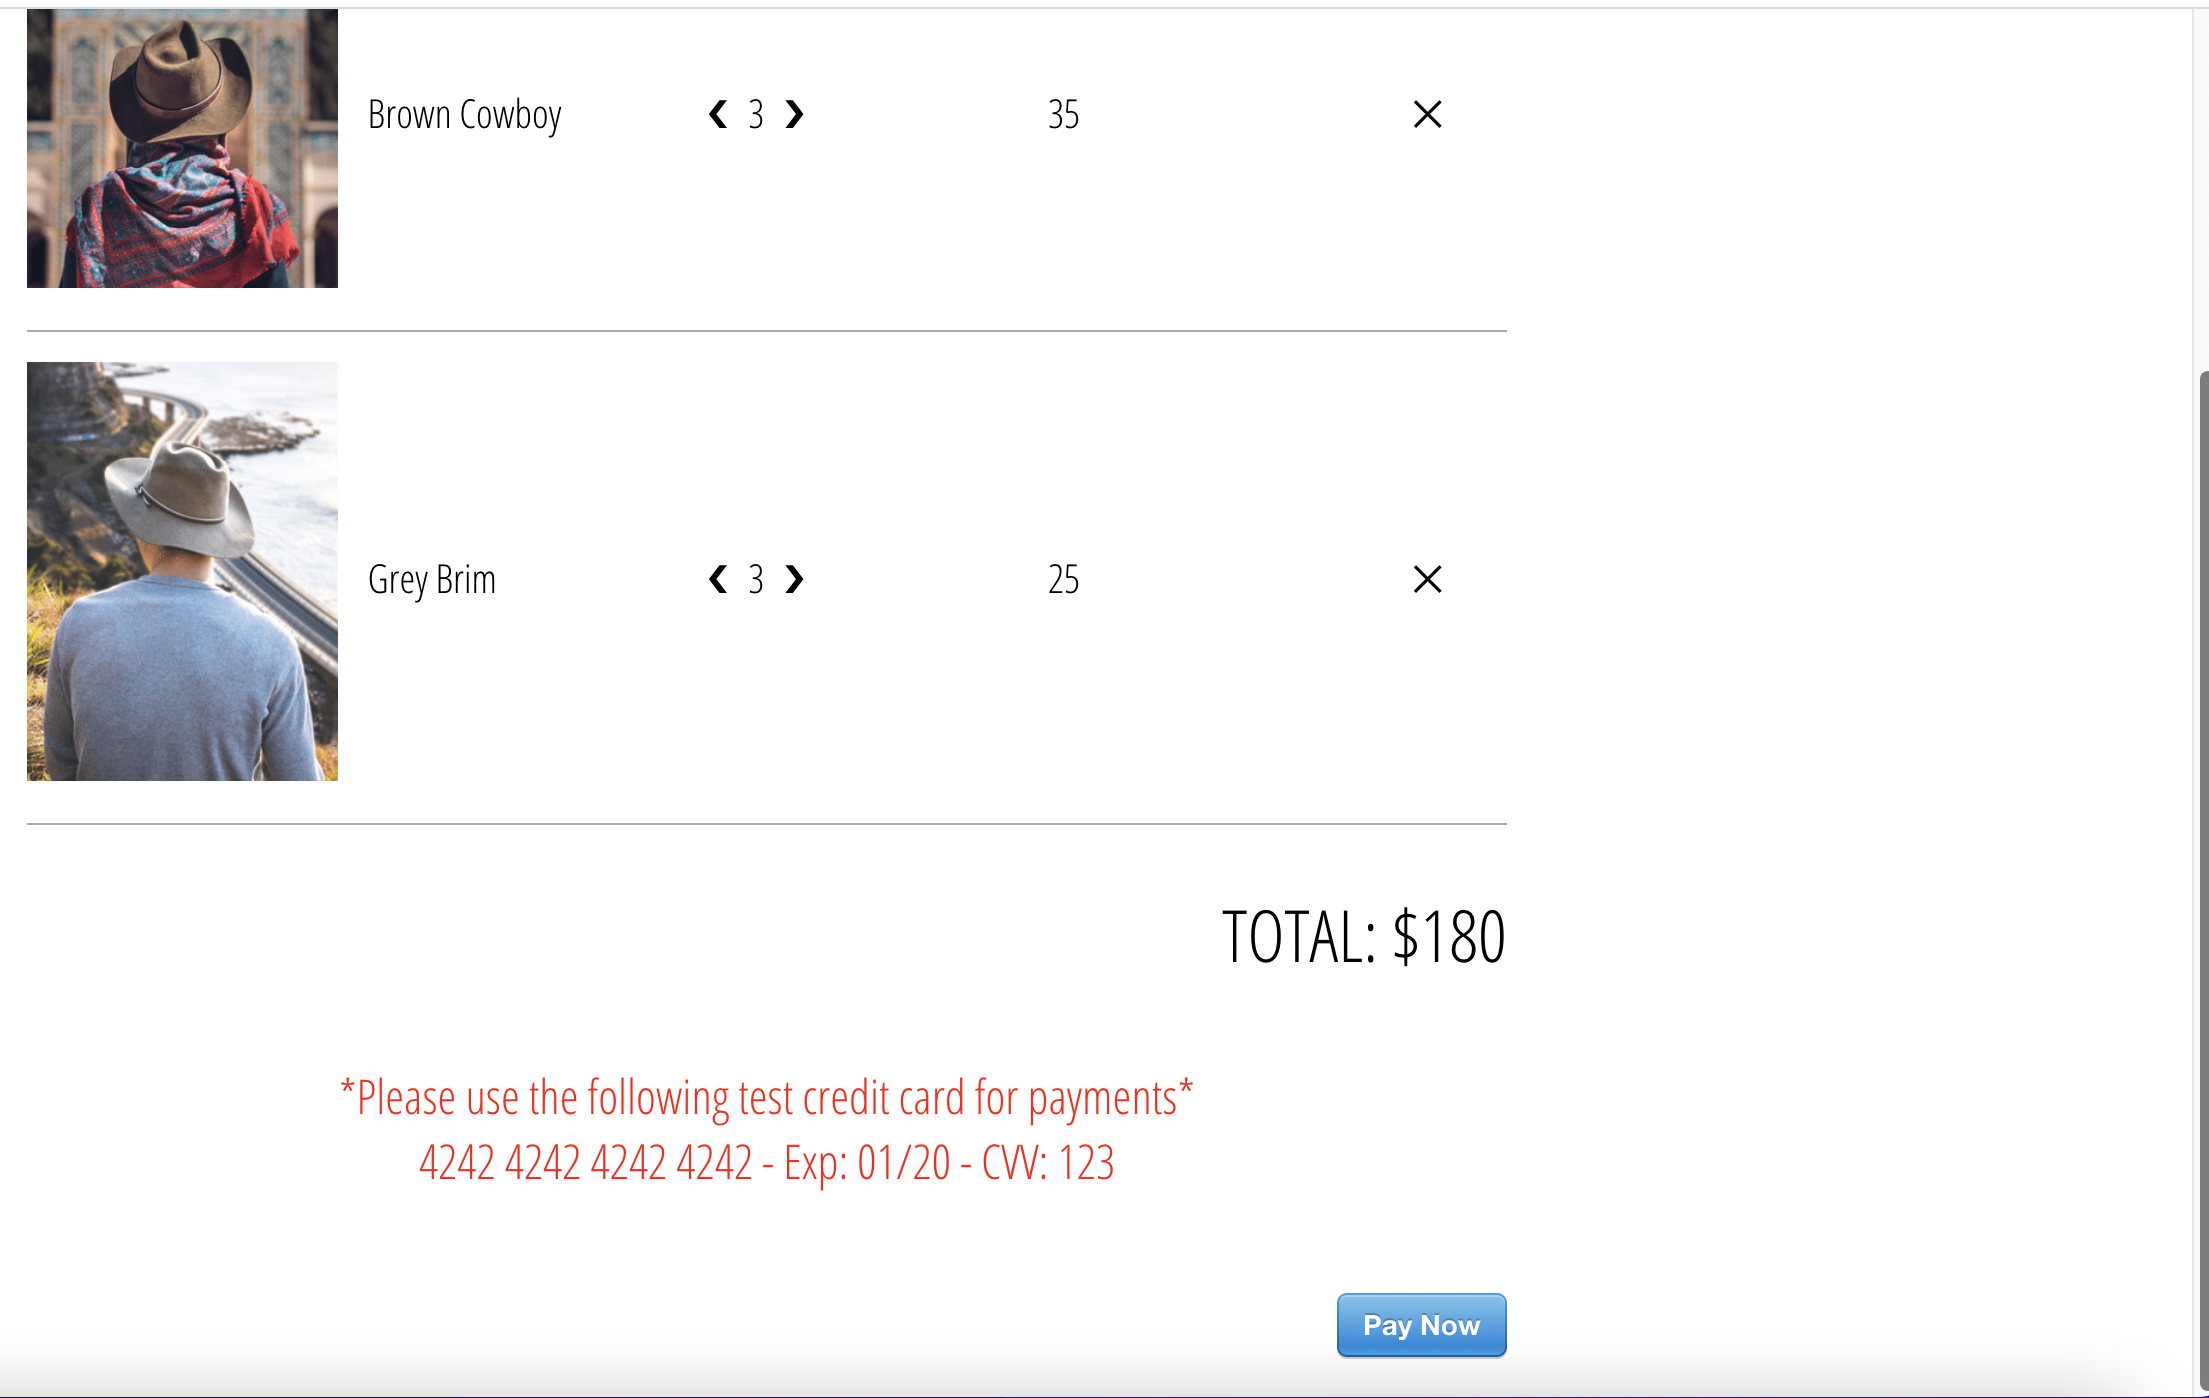 Brown Cowboy ❮ 3 ❯ 35 ✕
Grey Brim ❮ 3 ❯ 25 ✕
TOTAL: $180
*Please use the following test credit card for payments*
4242 4242 4242 4242 - Exp: 01/20 - CVV: 123
Pay Now